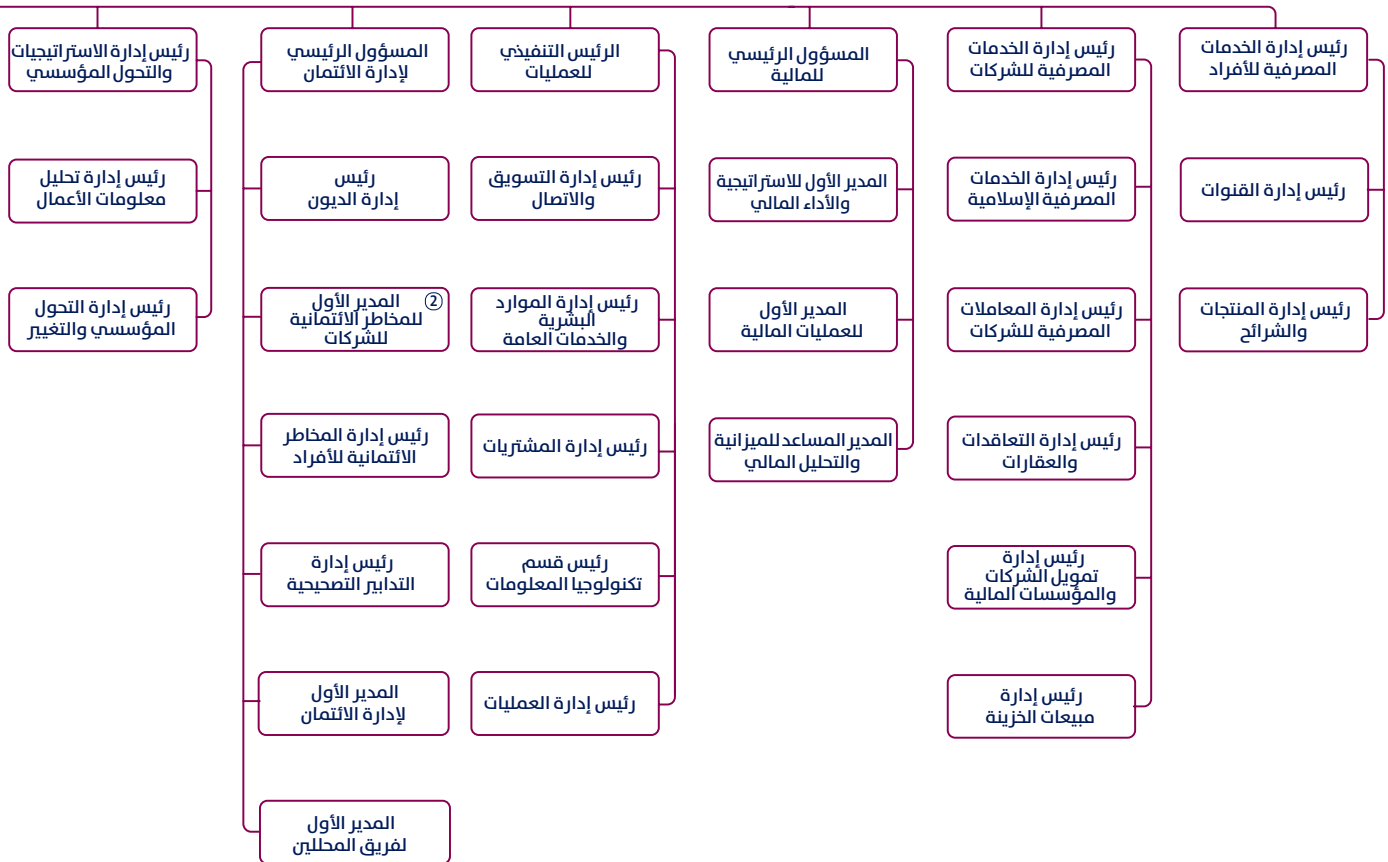 رئيس إدارة الخدمات
المصرفية للأفراد
رئيس إدارة القنوات
رئيس إدارة المنتجات
والشرائح
رئيس إدارة الخدمات
المصرفية للشركات
رئيس إدارة الخدمات
المصرفية الإسلامية
رئيس إدارة المعاملات
المصرفية للشركات
رئيس إدارة التعاقدات
والعقارات
رئيس إدارة
تمويل الشركات
والمؤسسات المالية
رئيس إدارة
مبيعات الخزينة
المسؤول الرئيسي
للمالية
المدير الأول للاستراتيجية
والأداء المالي
المدير الأول
للعمليات المالية
المدير المساعد للميزانية
والتحليل المالي
الرئيس التنفيذي
للعمليات
رئيس إدارة التسويق
والاتصال
رئيس إدارة الموارد
البشرية
والخدمات العامة
رئيس إدارة المشتريات
رئيس قسم
تكنولوجيا المعلومات
رئيس إدارة العمليات
المسؤول الرئيسي
لإدارة الائتمان
رئيس
إدارة الديون
② المدير الأول
للمخاطر الائتمانية
للشركات
رئيس إدارة المخاطر
الائتمانية للأفراد
رئيس إدارة
التدابير التصحيحية
المدير الأول
لإدارة الائتمان
المدير الأول
لفريق المحللين
رئيس إدارة الاستراتيجيات
والتحول المؤسسي
رئيس إدارة تحليل
معلومات الأعمال
رئيس إدارة التحول
المؤسسي والتغيير